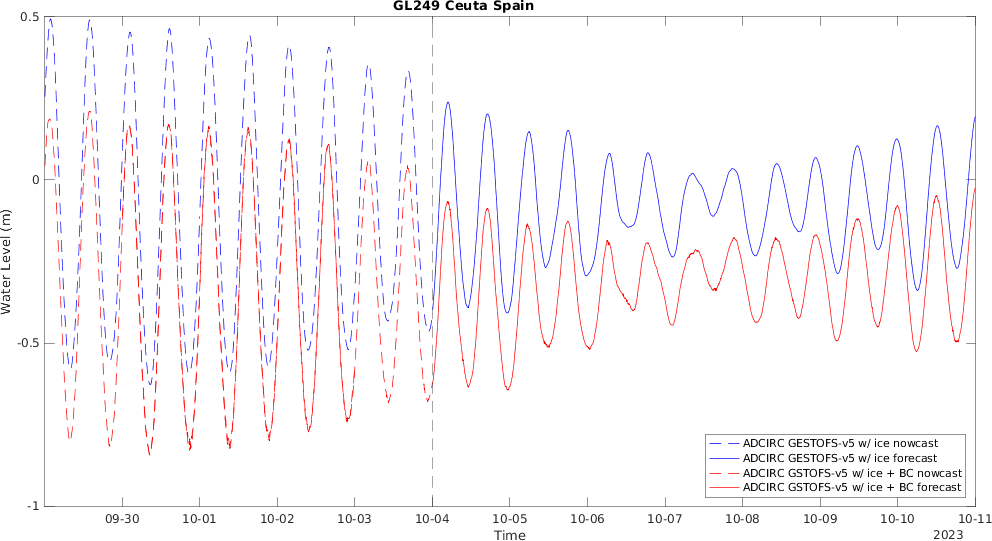 GL249 Ceuta Spain
Water Level (m)
0.5
0
-0.5
-1
09-30 10-01 10-02 10-03 10-04 10-05 10-06 10-07 10-08 10-09 10-10 10-11
Time
2023
ADCIRC GESTOFS-v5 w/ ice nowcast
ADCIRC GESTOFS-v5 w/ ice forecast
ADCIRC GSTOFS-v5 w/ ice + BC nowcast
ADCIRC GSTOFS-v5 w/ ice + BC forecast